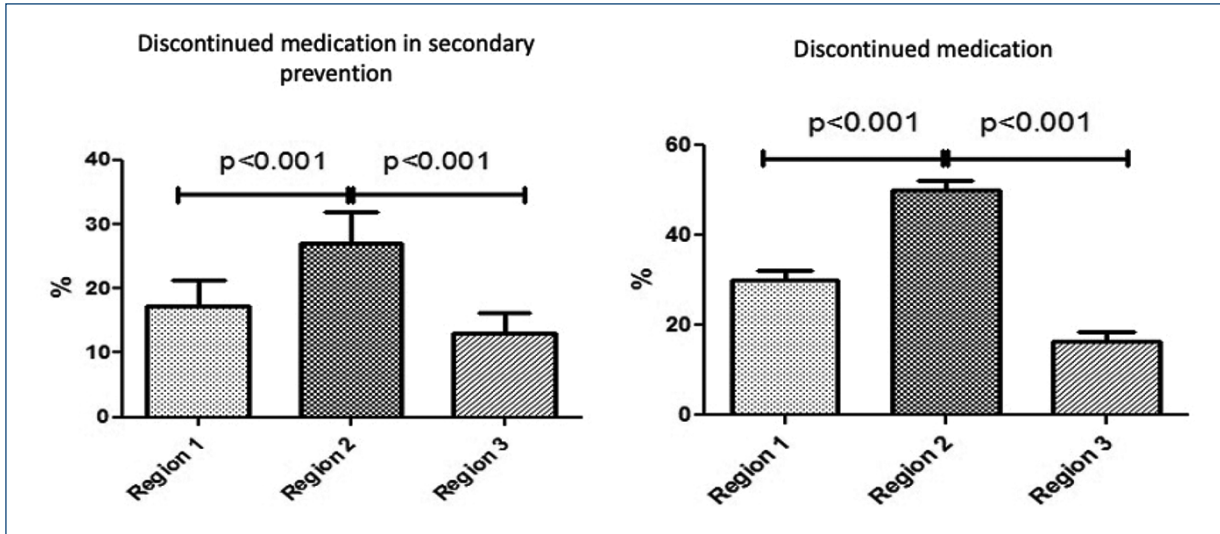 Discontinued medication in secondary
prevention
p<0.001 p<0.001
40
30
20
10
0
%
Region 1
Region 2
Region 3
Discontinued medication
p<0.001 p<0.001
60
40
20
0
%
Region 1
Region 2
Region 3